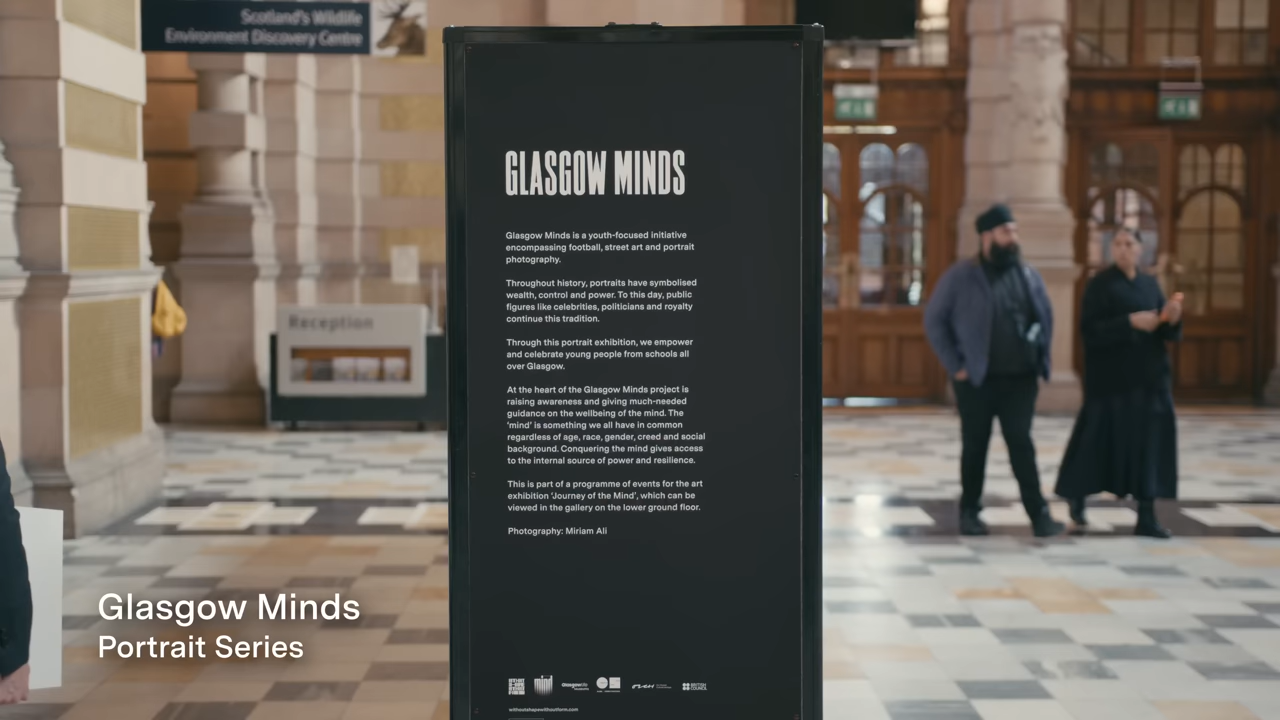 Scotland's Wildlife
Environment Discovery Centre
Reception
GLASGOW MINDS
Glasgow Minds is a youth-focused initiative
encompassing football, street art and portrait
photography.
Throughout history, portraits have symbolised
wealth, control and power. To this day, public
figures like celebrities, politicians and royalty
continue this tradition.
Through this portrait exhibition, we empower
and celebrate young people from schools all
over Glasgow.
At the heart of the Glasgow Minds project is
raising awareness and giving much-needed
guidance on the wellbeing of the mind. The
‘mind’ is something we all have in common
regardless of age, race, gender, creed and social
background. Conquering the mind gives access
to the internal source of power and resilience.
This is part of a programme of events for the art
exhibition ‘Journey of the Mind’, which can be
viewed in the gallery on the lower ground floor.
Photography: Miriam Ali
BRITISH
COUNCIL
withoutshapewithoutform.com
Glasgow Minds
Portrait Series